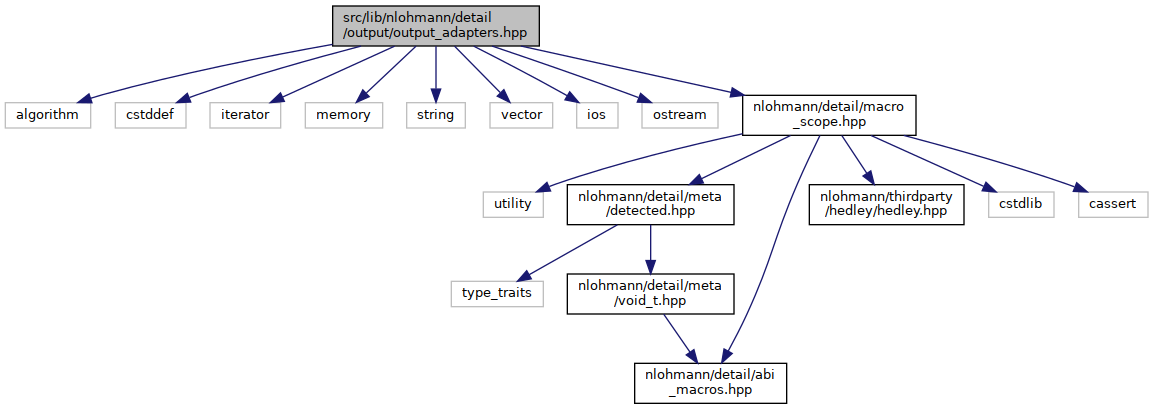 src/lib/nlohmann/detail
/output/output_adapters.hpp
algorithm
cstddef
iterator
memory
string
vector
ios
ostream
nlohmann/detail/macro
_scope.hpp
utility
nlohmann/detail/meta
/detected.hpp
nlohmann/thirdparty
/hedley/hedley.hpp
cstdlib
cassert
type_traits
nlohmann/detail/meta
/void_t.hpp
nlohmann/detail/abi
_macros.hpp